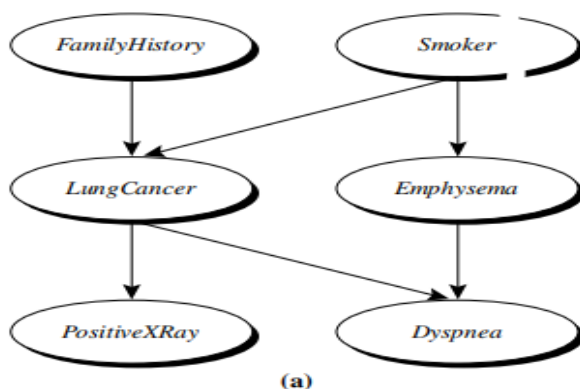 FamilyHistory
Smoker
LungCancer
Emphysema
PositiveXRay
Dyspnea
(a)